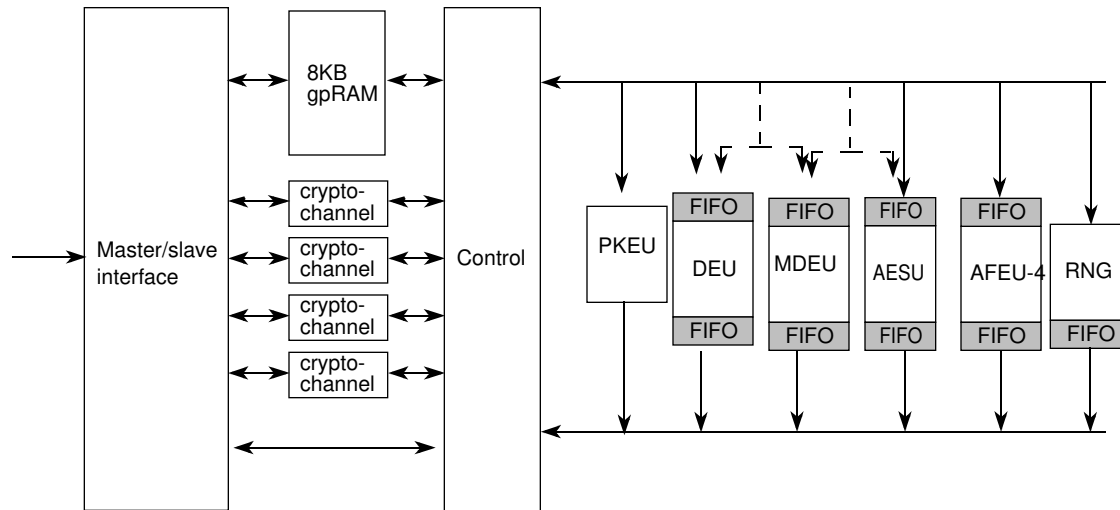 8KB
gpRAM
crypto-
channel
crypto-
channel
crypto-
channel
crypto-
channel
Master/slave
interface
Control
FIFO
FIFO
FIFO
FIFO
PKEU
DEU
MDEU
AESU
AFEU-4
RNG
FIFO
FIFO
FIFO
FIFO
FIFO